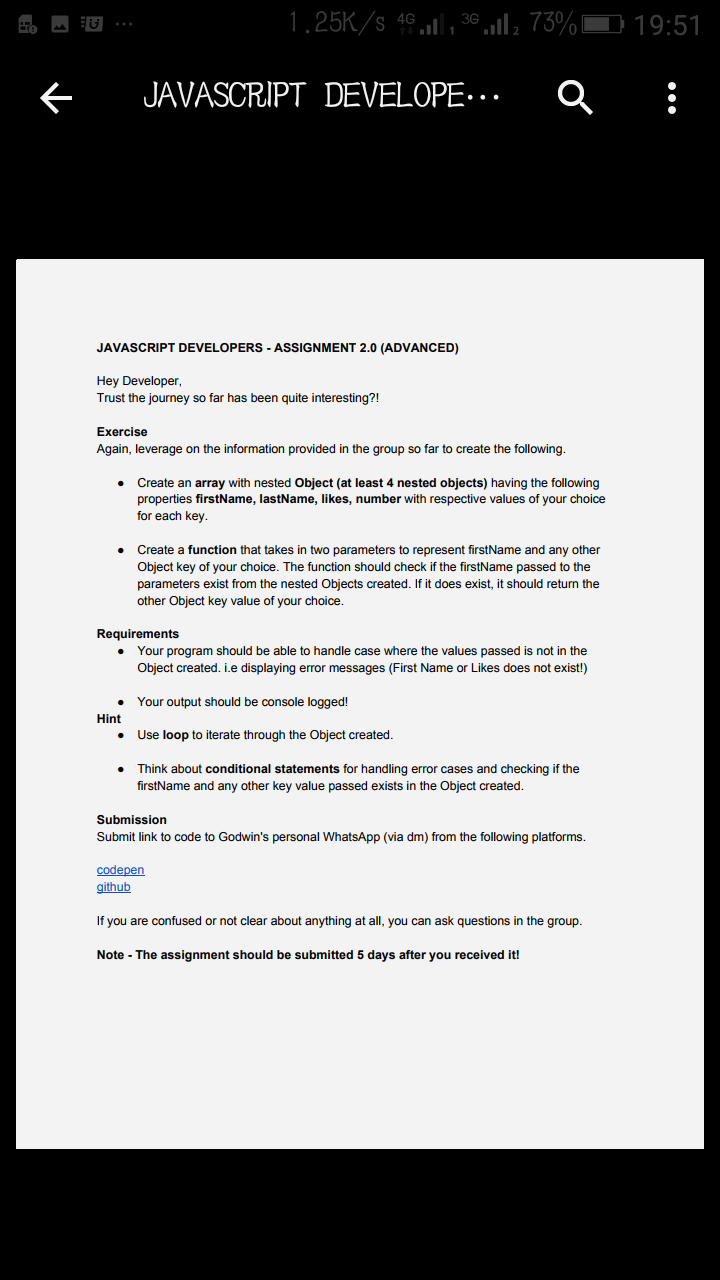 1.25K/s 4G 1 3G 2 73% 19:51
JAVASCRIPT DEVELOPE...
JAVASCRIPT DEVELOPERS - ASSIGNMENT 2.0 (ADVANCED)
Hey Developer,
Trust the journey so far has been quite interesting?!
Exercise
Again, leverage on the information provided in the group so far to create the following.
● Create an array with nested Object (at least 4 nested objects) having the following
properties firstName, lastName, likes, number with respective values of your choice
for each key.
● Create a function that takes in two parameters to represent firstName and any other
Object key of your choice. The function should check if the firstName passed to the
parameters exist from the nested Objects created. If it does exist, it should return the
other Object key value of your choice.
Requirements
● Your program should be able to handle case where the values passed is not in the
Object created. i.e displaying error messages (First Name or Likes does not exist!)
● Your output should be console logged!
Hint
● Use loop to iterate through the Object created.
● Think about conditional statements for handling error cases and checking if the
firstName and any other key value passed exists in the Object created.
Submission
Submit link to code to Godwin's personal WhatsApp (via dm) from the following platforms.
codepen
github
If you are confused or not clear about anything at all, you can ask questions in the group.
Note - The assignment should be submitted 5 days after you received it!